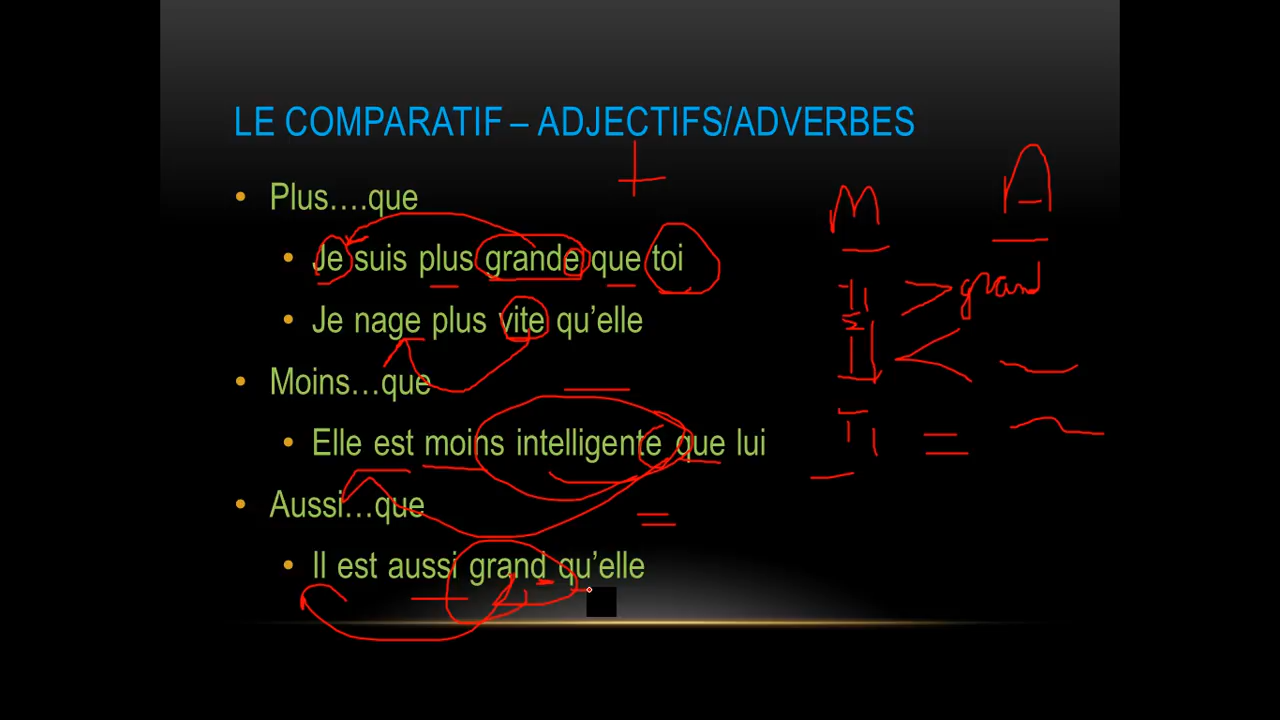 LE COMPARATIF – ADJECTIFS/ADVERBES
+
• Plus….que
M A
• Je suis plus grande que toi
> grand
• Je nage plus vite qu'elle
<
• Moins…que
—
• Elle est moins intelligente que lui
=
• Aussi…que
=
• Il est aussi grand qu'elle